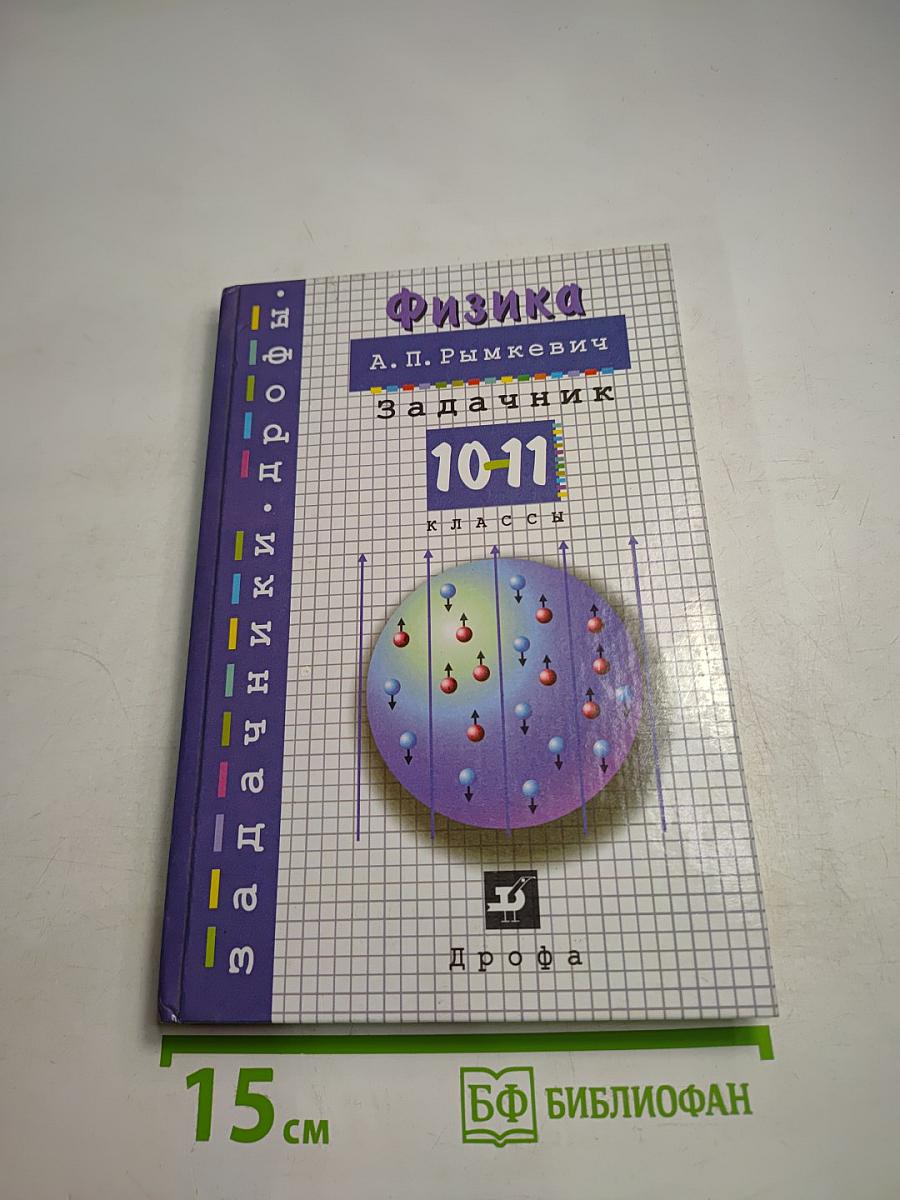 Физика
А.П.Рымкевич
Задачник
10-11
классы
задачники.дрофы.
Дрофа
15 см
БФ БИБЛИОФАН